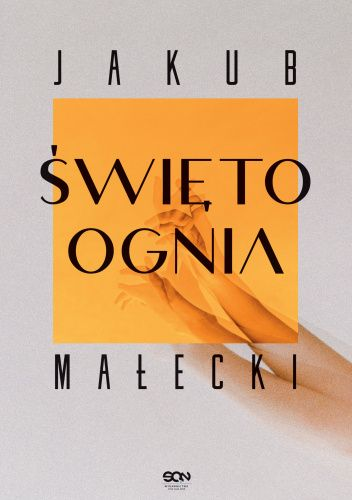 JAKUB
ŚWIĘTO
OGNIA
MAŁECKI
SQN